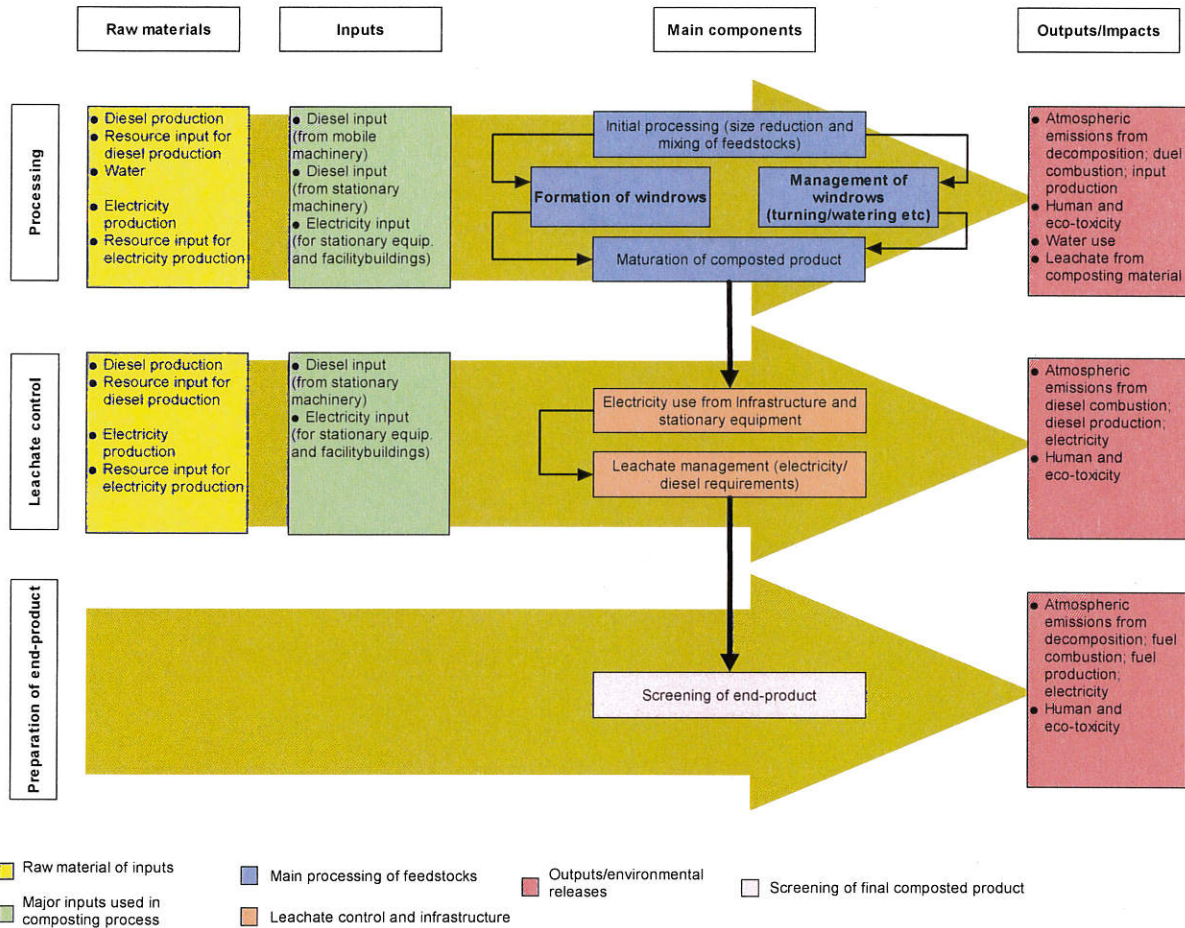 Raw materials
Inputs
Main components
Outputs/Impacts
Processing
● Diesel production
● Resource input for
diesel production
● Water
● Electricity
production
● Resource input for
electricity production
● Diesel input
(from mobile
machinery)
● Diesel input
(from stationary
machinery)
● Electricity input
(for stationary equip.
and facilitybuildings)
Initial processing (size reduction and
mixing of feedstocks)
Formation of windrows
Management of
windrows
(turning/watering etc)
Maturation of composted product
● Atmospheric
emissions from
decomposition; duel
combustion; input
production
● Human and
eco-toxicity
● Water use
● Leachate from
composting material
Leachate control
● Diesel production
● Resource input for
diesel production
● Electricity
production
● Resource input for
electricity production
● Diesel input
(from stationary
machinery)
● Electricity input
(for stationary equip.
and facilitybuildings)
Electricity use from Infrastructure and
stationary equipment
Leachate management (electricity/
diesel requirements)
● Atmospheric
emissions from
diesel combustion;
diesel production;
electricity
● Human and
eco-toxicity
Preparation of end-product
Screening of end-product
● Atmospheric
emissions from
decomposition; fuel
combustion; fuel
production;
electricity
● Human and
eco-toxicity
Raw material of inputs
Major inputs used in
composting process
Main processing of feedstocks
Leachate control and infrastructure
Outputs/environmental
releases
Screening of final composted product